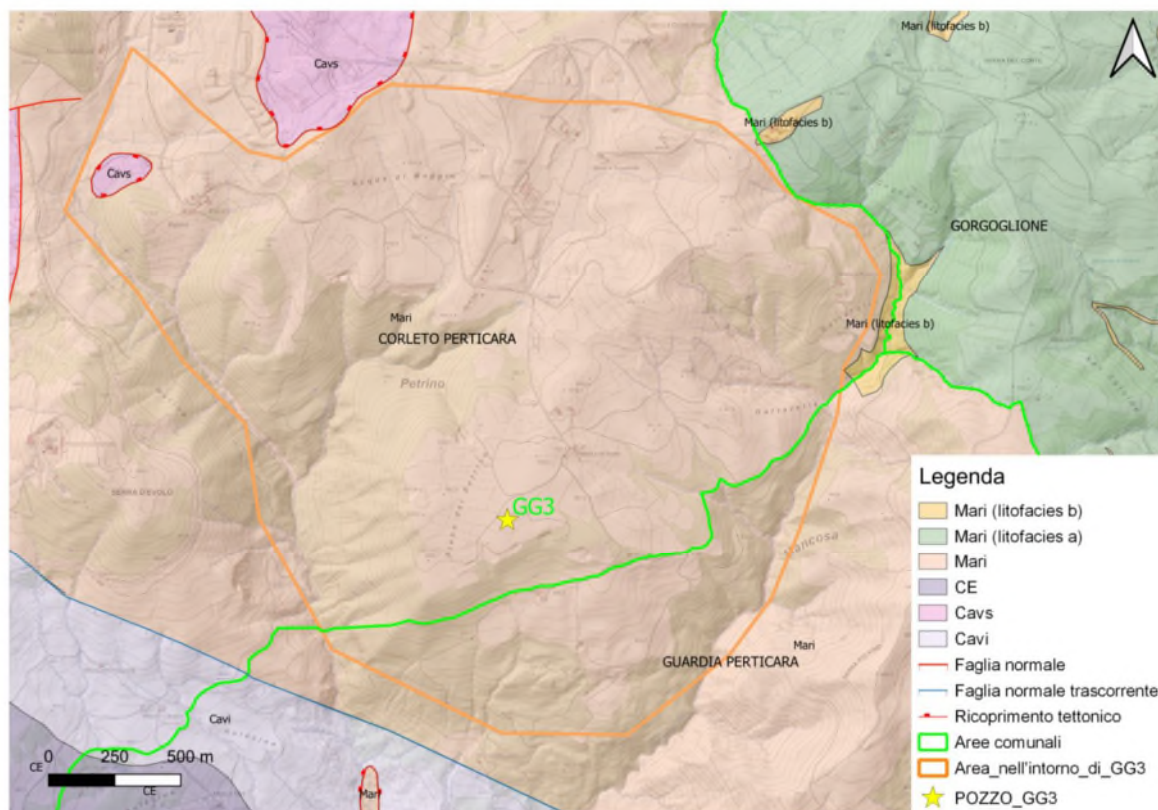 Mari (litofacies b)
Cavs
Mari (litofacies b)
Cavs
GORGOGLIONE
Mari
CORLETO PERTICARA
Mari (litofacies b)
Petrino
SERRA D'EVOLO
GG3
Mari
GUARDIA PERTICARA
Cavi
0 250 500 m
CE
CE
Mari
Legenda
Mari (litofacies b)
Mari (litofacies a)
Mari
CE
Cavs
Cavi
Faglia normale
Faglia normale trascorrente
Ricoprimento tettonico
Aree comunali
Area_nell'intorno_di_GG3
POZZO_GG3